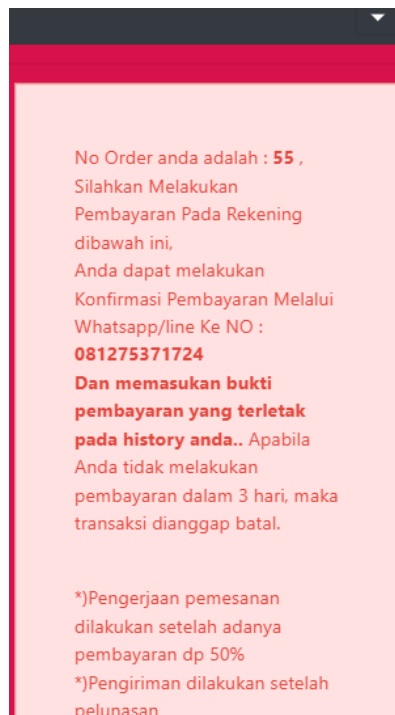 No Order anda adalah : 55 ,
Silahkan Melakukan
Pembayaran Pada Rekening
dibawah ini,
Anda dapat melakukan
Konfirmasi Pembayaran Melalui
Whatsapp/line Ke NO :
081275371724
Dan memasukan bukti
pembayaran yang terletak
pada history anda.. Apabila
Anda tidak melakukan
pembayaran dalam 3 hari, maka
transaksi dianggap batal.
*)Pengerjaan pemesanan
dilakukan setelah adanya
pembayaran dp 50%
*)Pengiriman dilakukan setelah
pelunasan